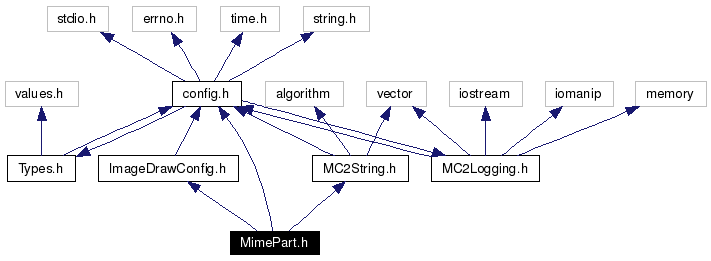 stdio.h
errno.h
time.h
string.h
values.h
config.h
algorithm
vector
iostream
iomanip
memory
Types.h
ImageDrawConfig.h
MC2String.h
MC2Logging.h
MimePart.h